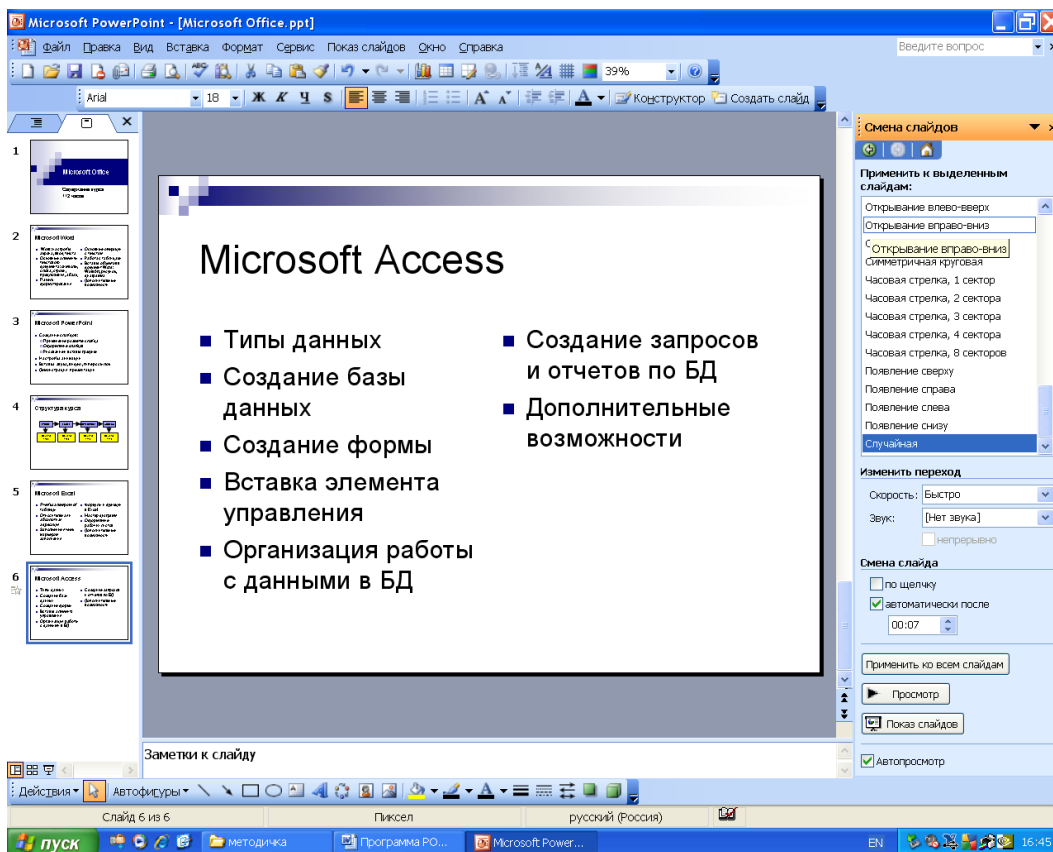 Microsoft PowerPoint - [Microsoft Office.ppt]
Файл Правка Вид Вставка Формат Сервис Показ слайдов Окно Справка
Введите вопрос
39%
Arial 18 Ж К Ч S Конструктор Создать слайд
1
Microsoft Office
2
Microsoft Word
3
Microsoft PowerPoint
4
Структура курса
5
Microsoft Excel
6
Microsoft Access
Microsoft Access
Типы данных
Создание базы
данных
Создание формы
Вставка элемента
управления
Организация работы
с данными в БД
Создание запросов
и отчетов по БД
Дополнительные
возможности
Смена слайдов
Применить к выделенным
слайдам:
Открывание влево-вверх
Открывание вправо-вниз
Открывание вправо-вниз
Симметричная круговая
Часовая стрелка, 1 сектор
Часовая стрелка, 2 сектора
Часовая стрелка, 3 сектора
Часовая стрелка, 4 сектора
Часовая стрелка, 8 секторов
Появление сверху
Появление справа
Появление слева
Появление снизу
Случайная
Изменить переход
Скорость: Быстро
Звук: [Нет звука]
непрерывно
Смена слайда
по щелчку
автоматически после
00:07
Применить ко всем слайдам
Просмотр
Показ слайдов
Автопросмотр
Заметки к слайду
Действия Автофигуры
Слайд 6 из 6 Пиксел русский (Россия)
пуск методичка Программа РО... Microsoft Power... EN 16:45